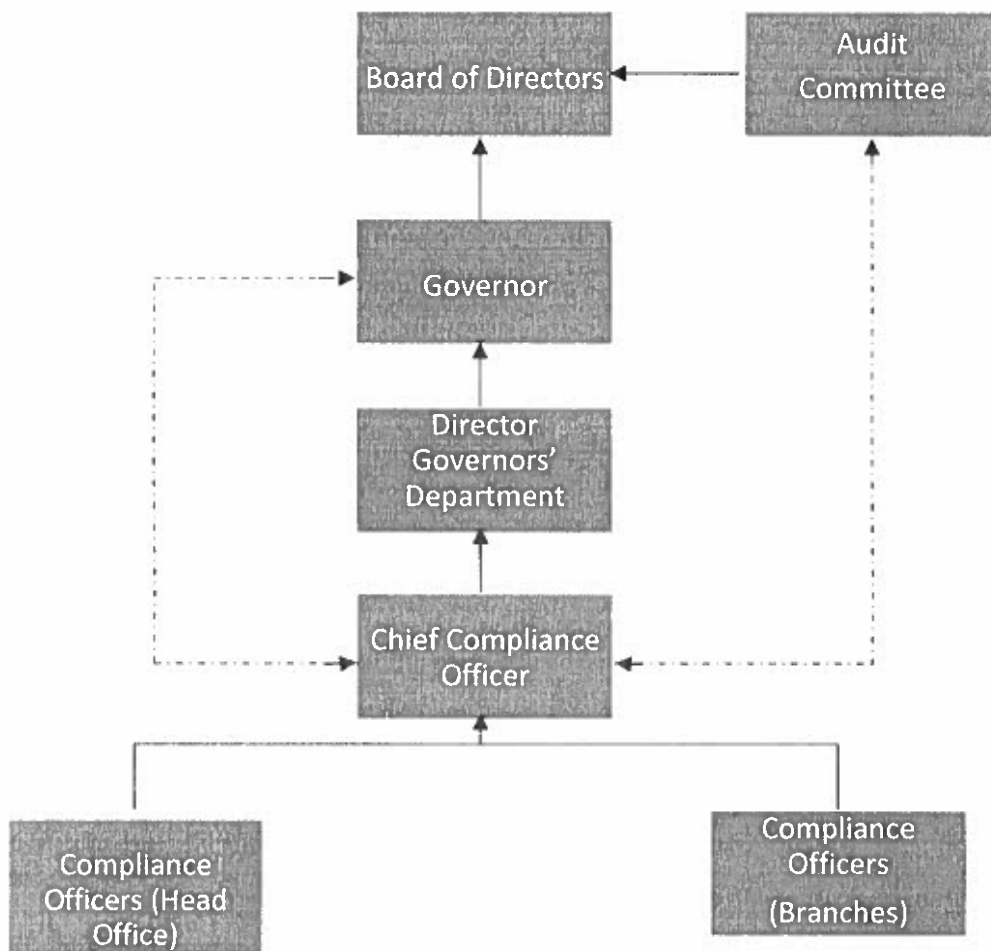 Board of Directors
Audit
Committee
Governor
Director
Governors’
Department
Chief Compliance
Officer
Compliance
Officers (Head
Office)
Compliance
Officers
(Branches)